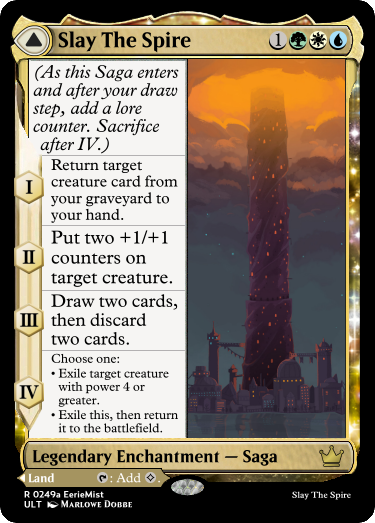 Slay The Spire 1
(As this Saga enters
and after your draw
step, add a lore
counter. Sacrifice
after IV.)
I
Return target
creature card from
your graveyard to
your hand.
II
Put two +1/+1
counters on
target creature.
III
Draw two cards,
then discard
two cards.
IV
Choose one:
• Exile target creature
with power 4 or
greater.
• Exile this, then return
it to the battlefield.
Legendary Enchantment — Saga
Land : Add .
R 0249a EerieMist
ULT Marlowe Dobbe
Slay The Spire